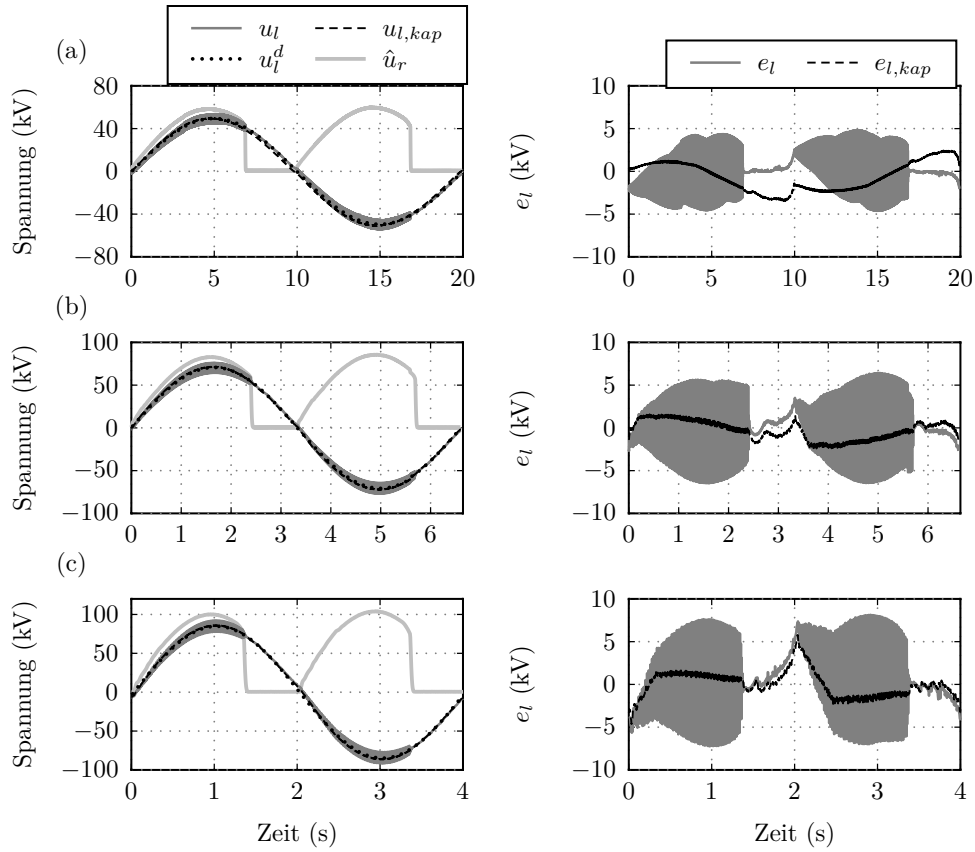 (a)
u_l
u_l^d
u_{l,kap}
û_r
e_l
e_{l,kap}
Spannung (kV)
80
40
0
−40
−80
0 5 10 15 20
e_l (kV)
10
5
0
−5
−10
0 5 10 15 20
(b)
Spannung (kV)
100
50
0
−50
−100
0 1 2 3 4 5 6
e_l (kV)
10
5
0
−5
−10
0 1 2 3 4 5 6
(c)
Spannung (kV)
100
50
0
−50
−100
0 1 2 3 4
Zeit (s)
e_l (kV)
10
5
0
−5
−10
0 1 2 3 4
Zeit (s)